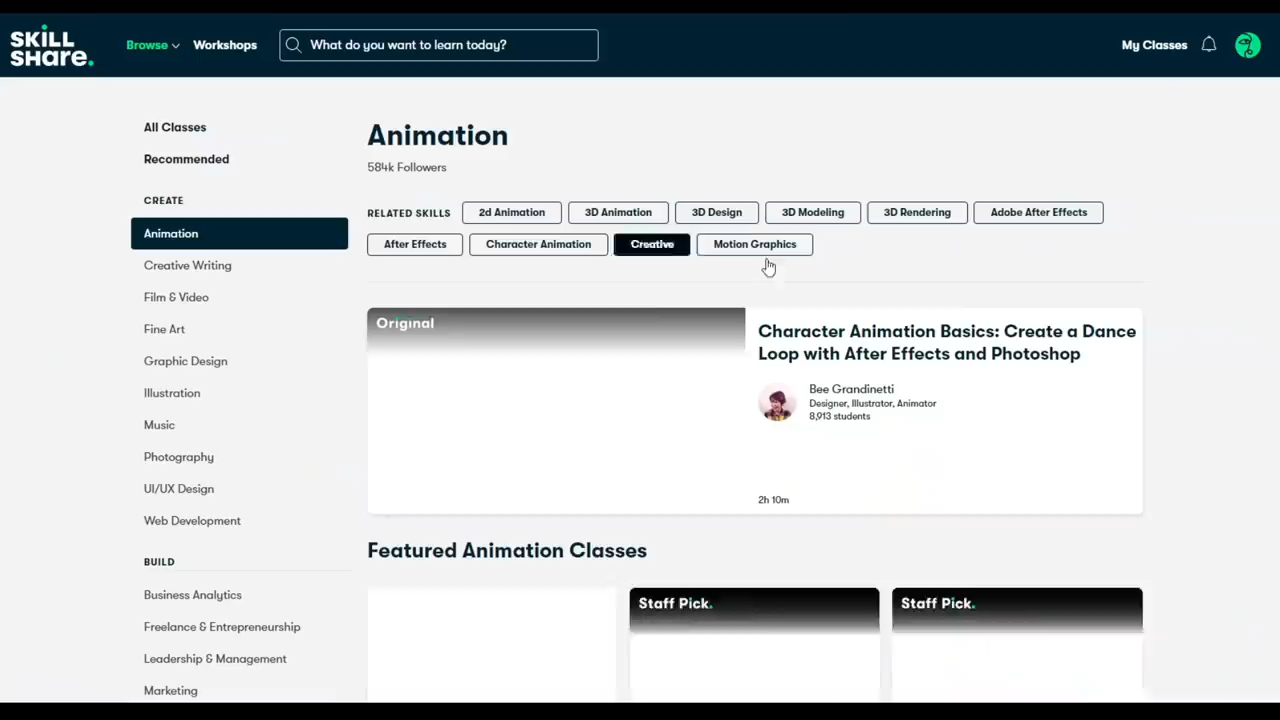 SKILL
SHare.
Browse
Workshops
What do you want to learn today?
My Classes
All Classes
Recommended
CREATE
Animation
Creative Writing
Film & Video
Fine Art
Graphic Design
Illustration
Music
Photography
UI/UX Design
Web Development
BUILD
Business Analytics
Freelance & Entrepreneurship
Leadership & Management
Marketing
Animation
584k Followers
RELATED SKILLS
2d Animation
3D Animation
3D Design
3D Modeling
3D Rendering
Adobe After Effects
After Effects
Character Animation
Creative
Motion Graphics
Original
Character Animation Basics: Create a Dance
Loop with After Effects and Photoshop
Bee Grandinetti
Designer, Illustrator, Animator
8,913 students
2h 10m
Featured Animation Classes
Staff Pick.
Staff Pick.